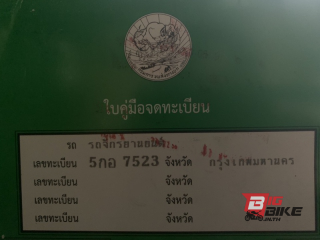 ใบคู่มือจดทะเบียน
รถ รถจักรยานยนต์
เลขทะเบียน 5กอ 7523 จังหวัด กรุงเทพมหานคร
เลขทะเบียน จังหวัด
เลขทะเบียน จังหวัด
เลขทะเบียน จังหวัด
BIKE